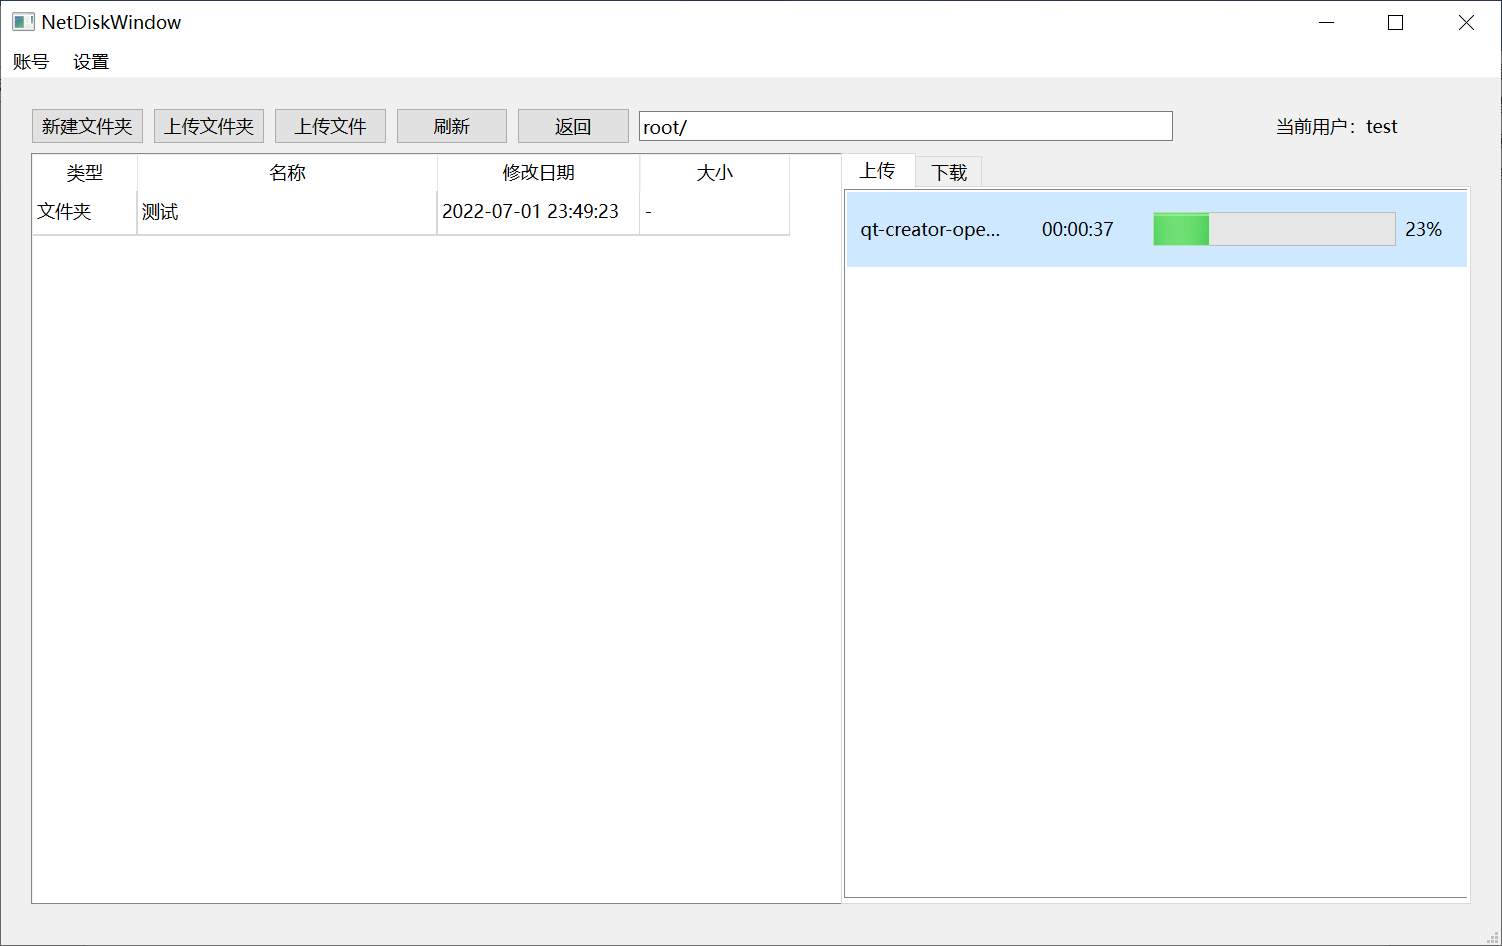 NetDiskWindow
账号 设置
新建文件夹 上传文件夹 上传文件 刷新 返回 root/ 当前用户：test
类型 名称 修改日期 大小 上传 下载
文件夹 测试 2022-07-01 23:49:23 -
qt-creator-ope... 00:00:37 23%